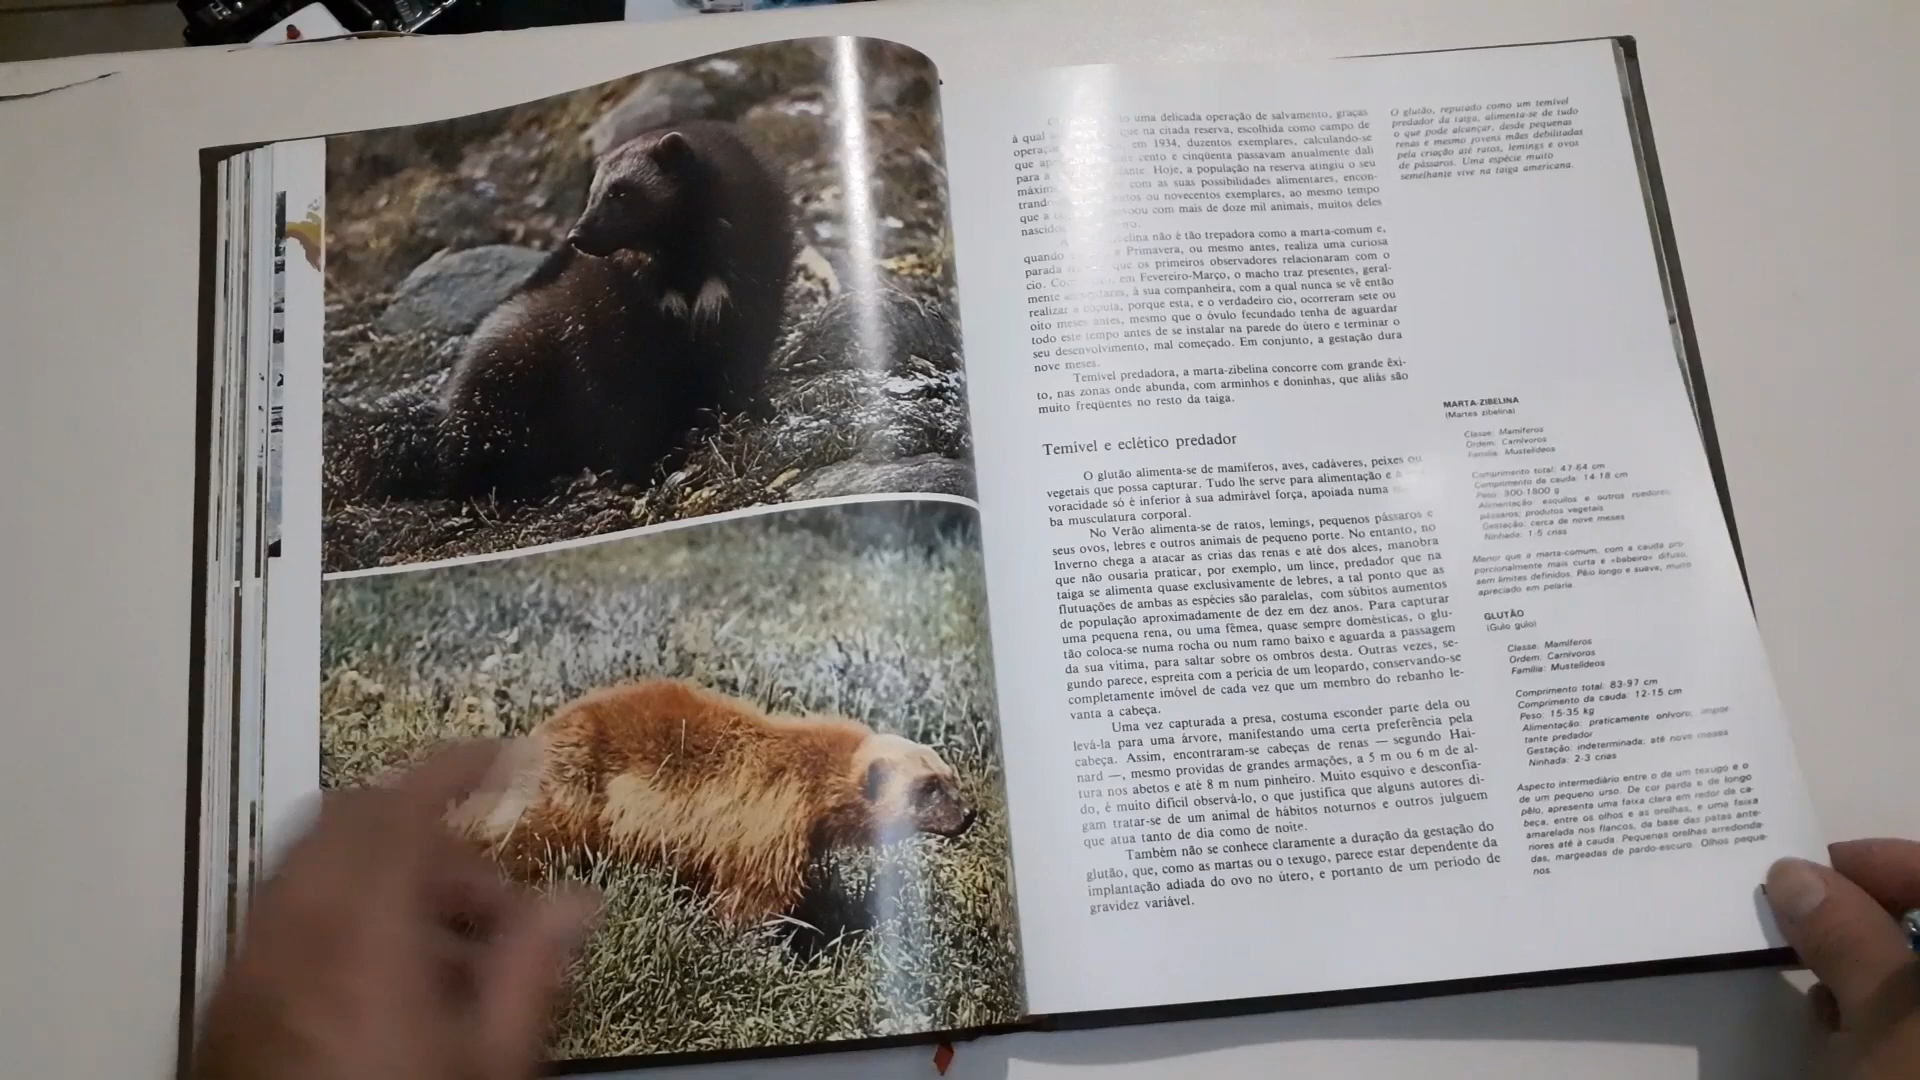 uma delicada operação de salvamento, graças
à qual que na citada reserva, escolhida como campo de
em 1934, duzentos exemplares, calculando-se
que cento e cinqüenta passavam anualmente dali
para a Hoje, a população na reserva atingiu o seu
máximo com as suas possibilidades alimentares, encon-
ou novecentos exemplares, ao mesmo tempo
que a com mais de doze mil animais, muitos deles
não é tão trepadora como a marta-comum e,
quando Primavera, ou mesmo antes, realiza uma curiosa
parada que os primeiros observadores relacionaram com o
cio. em Fevereiro-Março, o macho traz presentes, geral-
mente à sua companheira, com a qual nunca se vê então
realizar a cópula, porque esta, e o verdadeiro cio, ocorreram sete ou
oito meses antes, mesmo que o óvulo fecundado tenha de aguardar
todo este tempo antes de se instalar na parede do útero e terminar o
seu desenvolvimento, mal começado. Em conjunto, a gestação dura
nove meses.
Temível predadora, a marta-zibelina concorre com grande êxi-
to, nas zonas onde abunda, com arminhos e doninhas, que aliás são
muito freqüentes no resto da taiga.
Temível e eclético predador
O glutão alimenta-se de mamíferos, aves, cadáveres, peixes ou
vegetais que possa capturar. Tudo lhe serve para alimentação e a
voracidade só é inferior à sua admirável força, apoiada numa
ba musculatura corporal.
No Verão alimenta-se de ratos, lemings, pequenos pássaros e
seus ovos, lebres e outros animais de pequeno porte. No entanto, no
Inverno chega a atacar as crias das renas e até dos alces, manobra
que não ousaria praticar, por exemplo, um lince, predador que na
taiga se alimenta quase exclusivamente de lebres, a tal ponto que as
flutuações de ambas as espécies são paralelas, com súbitos aumentos
de população aproximadamente de dez em dez anos. Para capturar
uma pequena rena, ou uma fêmea, quase sempre domésticas, o glu-
tão coloca-se numa rocha ou num ramo baixo e aguarda a passagem
da sua vítima, para saltar sobre os ombros desta. Outras vezes, se-
gundo parece, espreita com a perícia de um leopardo, conservando-se
completamente imóvel de cada vez que um membro do rebanho le-
vanta a cabeça.
Uma vez capturada a presa, costuma esconder parte dela ou
levá-la para uma árvore, manifestando uma certa preferência pela
cabeça. Assim, encontraram-se cabeças de renas — segundo Hai-
nard —, mesmo providas de grandes armações, a 5 m ou 6 m de al-
tura nos abetos e até 8 m num pinheiro. Muito esquivo e desconfia-
do, é muito difícil observá-lo, o que justifica que alguns autores di-
gam tratar-se de um animal de hábitos noturnos e outros julguem
que atua tanto de dia como de noite.
Também não se conhece claramente a duração da gestação do
glutão, que, como as martas ou o texugo, parece estar dependente da
implantação adiada do ovo no útero, e portanto de um período de
gravidez variável.
O glutão, reputado como um temível
predador da taiga, alimenta-se de tudo
o que pode alcançar, desde pequenas
renas e mesmo jovens mães debilitadas
pela criação até ratos, lemings e ovos
de pássaros. Uma espécie muito
semelhante vive na taiga americana.
MARTA-ZIBELINA
(Martes zibelina)
Classe: Mamíferos
Ordem: Carnívoros
Família: Mustelídeos
Comprimento total: 47-64 cm
Comprimento da cauda: 14-18 cm
Peso: 300-1800 g
Alimentação: esquilos e outros roedores;
pássaros; produtos vegetais
Gestação: cerca de nove meses
Ninhada: 1-5 crias
Menor que a marta-comum, com a cauda pro-
porcionalmente mais curta e «babeiro» difuso,
sem limites definidos. Pêlo longo e suave, muito
apreciado em pelaria.
GLUTÃO
(Gulo gulo)
Classe: Mamíferos
Ordem: Carnívoros
Família: Mustelídeos
Comprimento total: 83-97 cm
Comprimento da cauda: 12-15 cm
Peso: 15-35 kg
Alimentação: praticamente onívoro; impor-
tante predador
Gestação: indeterminada; até nove meses
Ninhada: 2-3 crias
Aspecto intermediário entre o de um texugo e o
de um pequeno urso. De cor parda e de longo
pêlo, apresenta uma faixa clara em redor da ca-
beça, entre os olhos e as orelhas, e uma faixa
amarelada nos flancos, da base das patas ante-
riores até à cauda. Pequenas orelhas arredonda-
das, margeadas de pardo-escuro. Olhos peque-
nos.